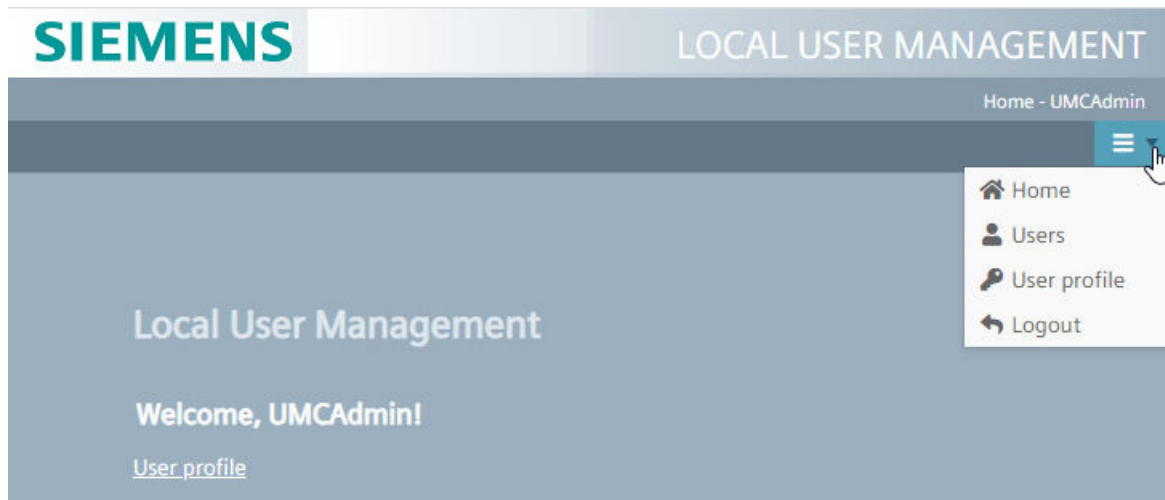 SIEMENS
LOCAL USER MANAGEMENT
Home - UMCAdmin
Home
Users
User profile
Logout
Local User Management
Welcome, UMCAdmin!
User profile